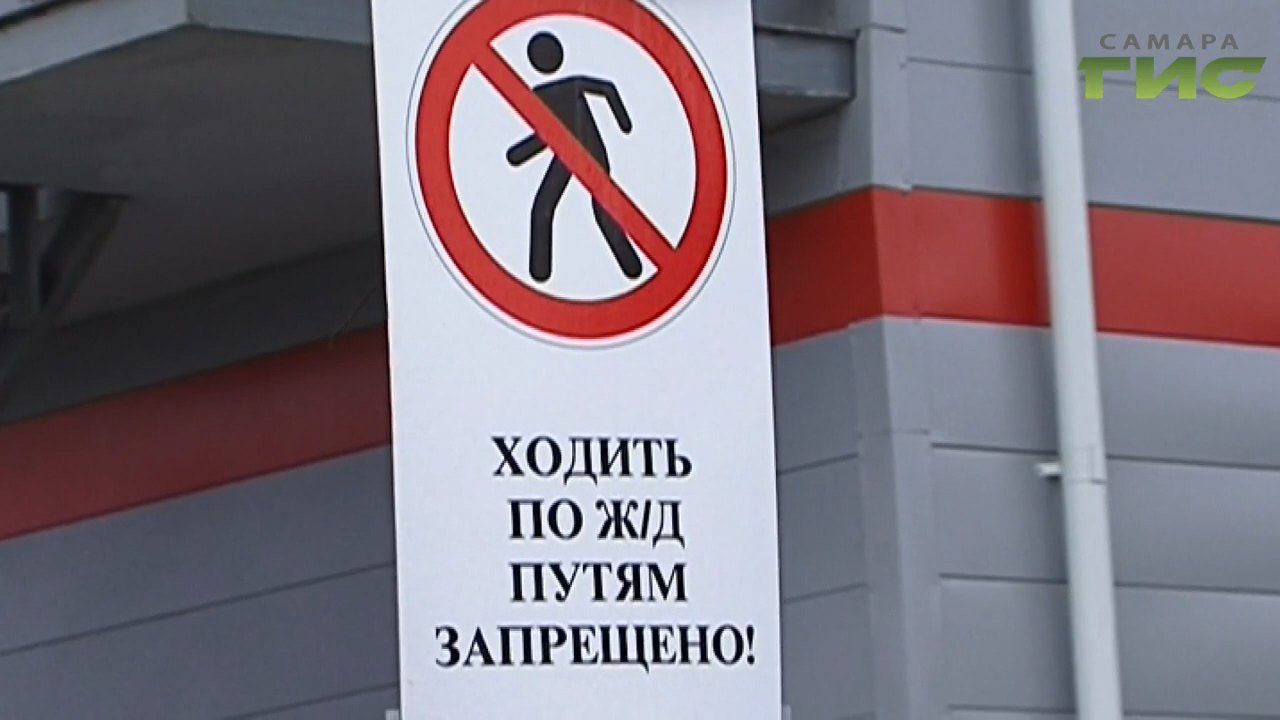 САМАРА
ТИС
ХОДИТЬ
ПО Ж/Д
ПУТЯМ
ЗАПРЕЩЕНО!